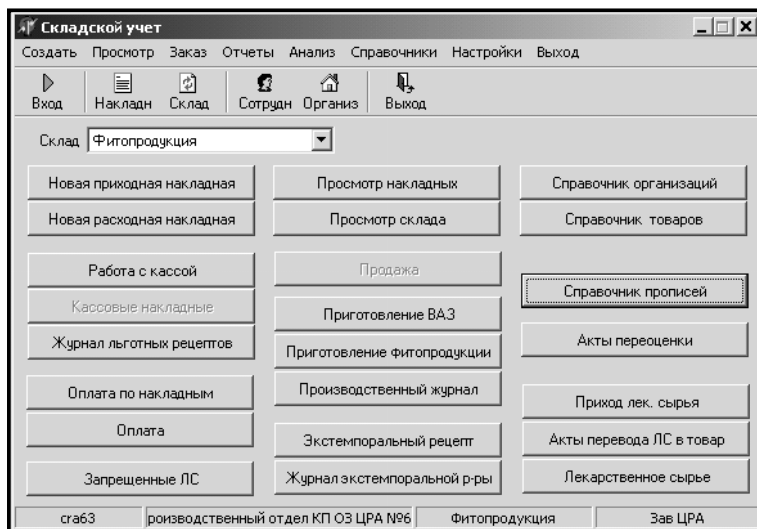 Складской учет
Создать Просмотр Заказ Отчеты Анализ Справочники Настройки Выход
Вход Накладн Склад Сотрудн Организ Выход
Склад Фитопродукция
Новая приходная накладная Просмотр накладных Справочник организаций
Новая расходная накладная Просмотр склада Справочник товаров
Работа с кассой Продажа
Справочник прописей
Кассовые накладные Приготовление ВАЗ
Журнал льготных рецептов Приготовление фитопродукции Акты переоценки
Оплата по накладным Производственный журнал Приход лек. сырья
Оплата Экстемпоральный рецепт Акты перевода ЛС в товар
Запрещенные ЛС Журнал экстемпоральной р-ры Лекарственное сырье
cra63 роизводственный отдел КП ОЗ ЦРА №6 Фитопродукция Зав ЦРА